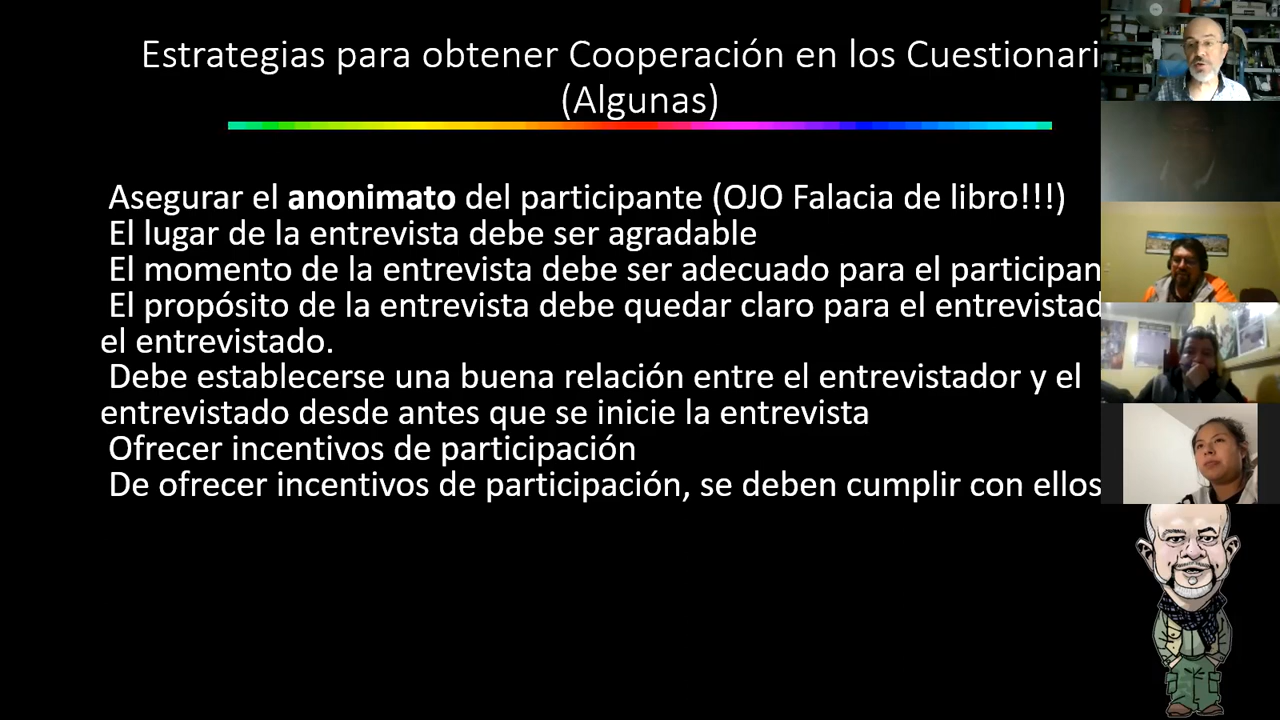 Estrategias para obtener Cooperación en los Cuestionari
(Algunas)
Asegurar el anonimato del participante (OJO Falacia de libro!!!)
El lugar de la entrevista debe ser agradable
El momento de la entrevista debe ser adecuado para el participan
El propósito de la entrevista debe quedar claro para el entrevistad
el entrevistado.
Debe establecerse una buena relación entre el entrevistador y el
entrevistado desde antes que se inicie la entrevista
Ofrecer incentivos de participación
De ofrecer incentivos de participación, se deben cumplir con ellos